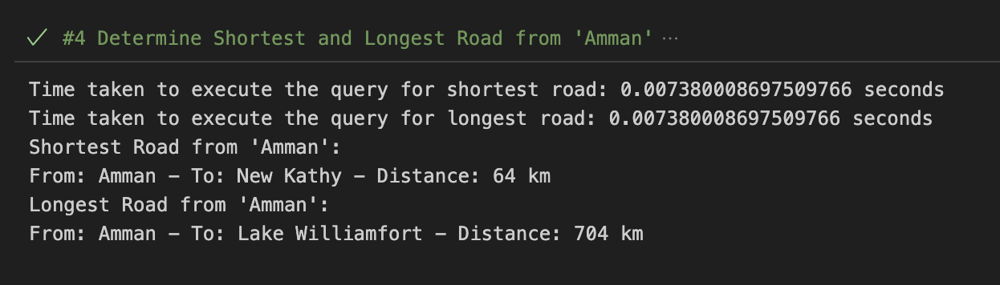 #4 Determine Shortest and Longest Road from 'Amman' ···
Time taken to execute the query for shortest road: 0.007380008697509766 seconds
Time taken to execute the query for longest road: 0.007380008697509766 seconds
Shortest Road from 'Amman':
From: Amman – To: New Kathy – Distance: 64 km
Longest Road from 'Amman':
From: Amman – To: Lake Williamfort – Distance: 704 km